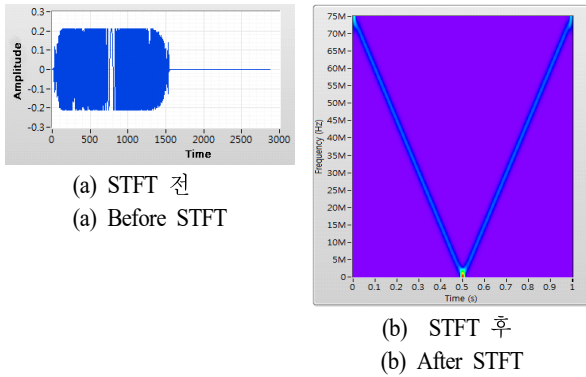 0.3
0.2
0.1
0
-0.1
-0.2
-0.3
Amplitude
0
500
1000
1500
2000
2500
3000
Time
(a) STFT 전
(a) Before STFT
75M
70M
65M
60M
55M
50M
45M
40M
35M
30M
25M
20M
15M
10M
5M
0
Frequency (Hz)
0
0.1
0.2
0.3
0.4
0.5
0.6
0.7
0.8
0.9
1
Time (s)
(b) STFT 후
(b) After STFT